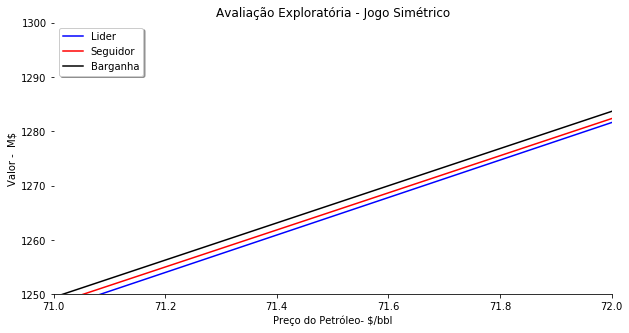 Avaliação Exploratória - Jogo Simétrico
1300
1290
1280
1270
1260
1250
Valor - M$
Lider
Seguidor
Barganha
71.0 71.2 71.4 71.6 71.8 72.0
Preço do Petróleo- $/bbl